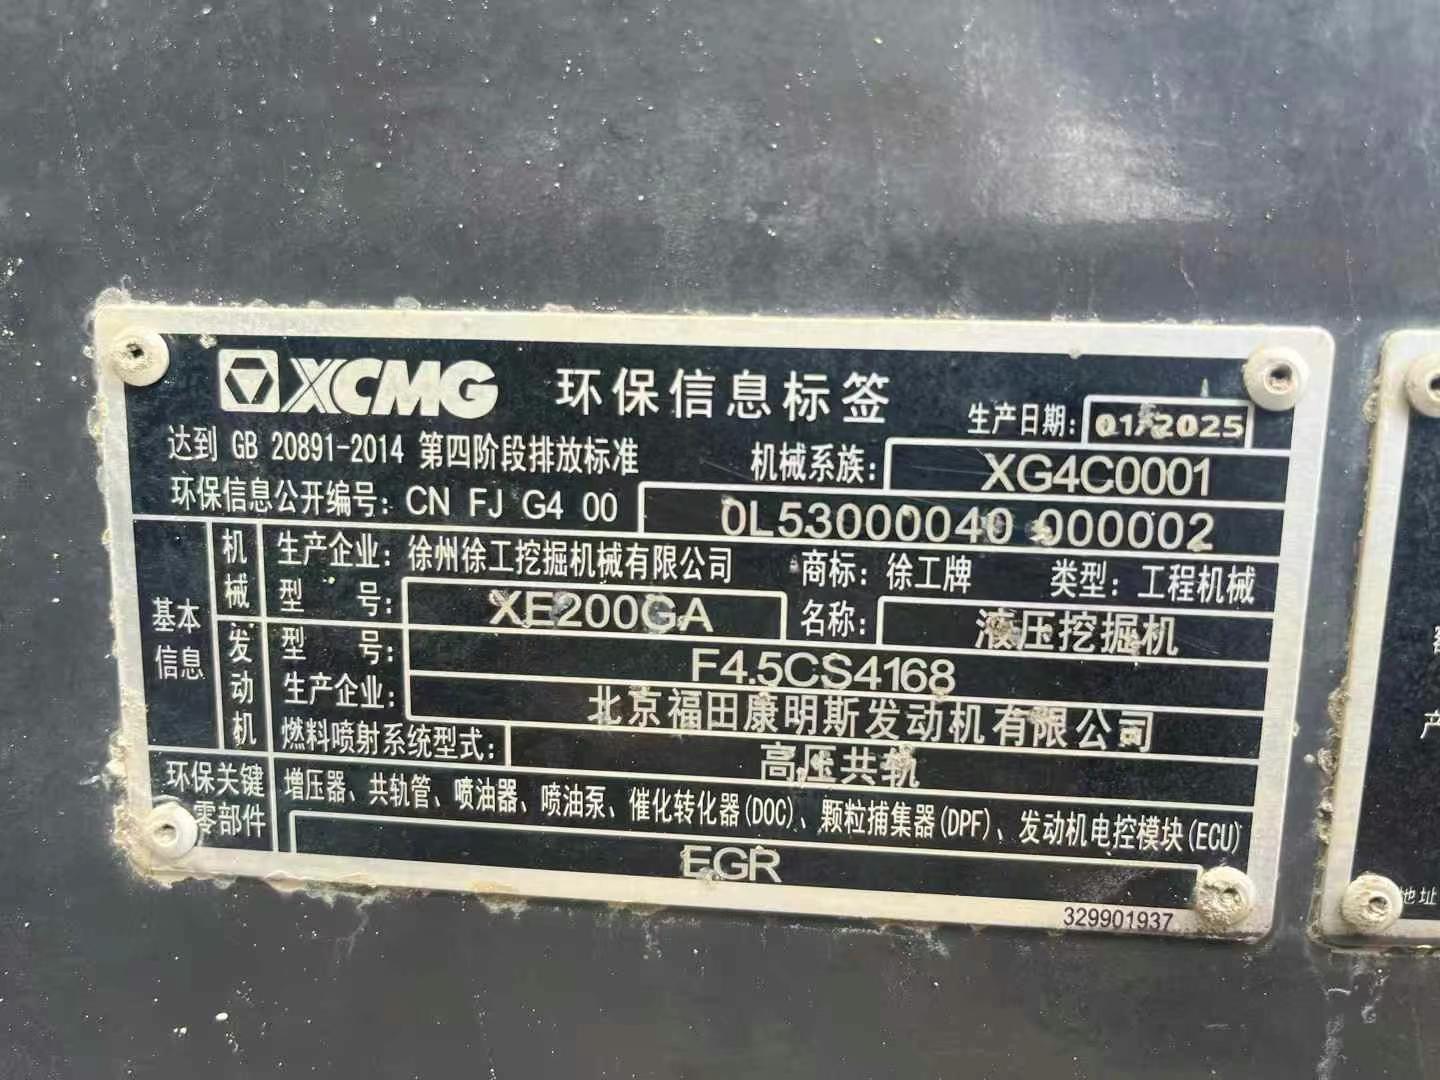 XCMG 环保信息标签
生产日期: 01/2025
达到 GB 20891-2014 第四阶段排放标准
机械系族: XG4C0001
环保信息公开编号: CN FJ G4 00 0L53000040 000002
基本信息
机械
生产企业: 徐州徐工挖掘机械有限公司 商标: 徐工牌 类型: 工程机械
型 号: XE200GA 名称: 液压挖掘机
发动机
型 号: F4.5CS4168
生产企业: 北京福田康明斯发动机有限公司
燃料喷射系统型式: 高压共轨
环保关键零部件
增压器、共轨管、喷油器、喷油泵、催化转化器(DOC)、颗粒捕集器(DPF)、发动机电控模块(ECU)
EGR
329901937
产
地址